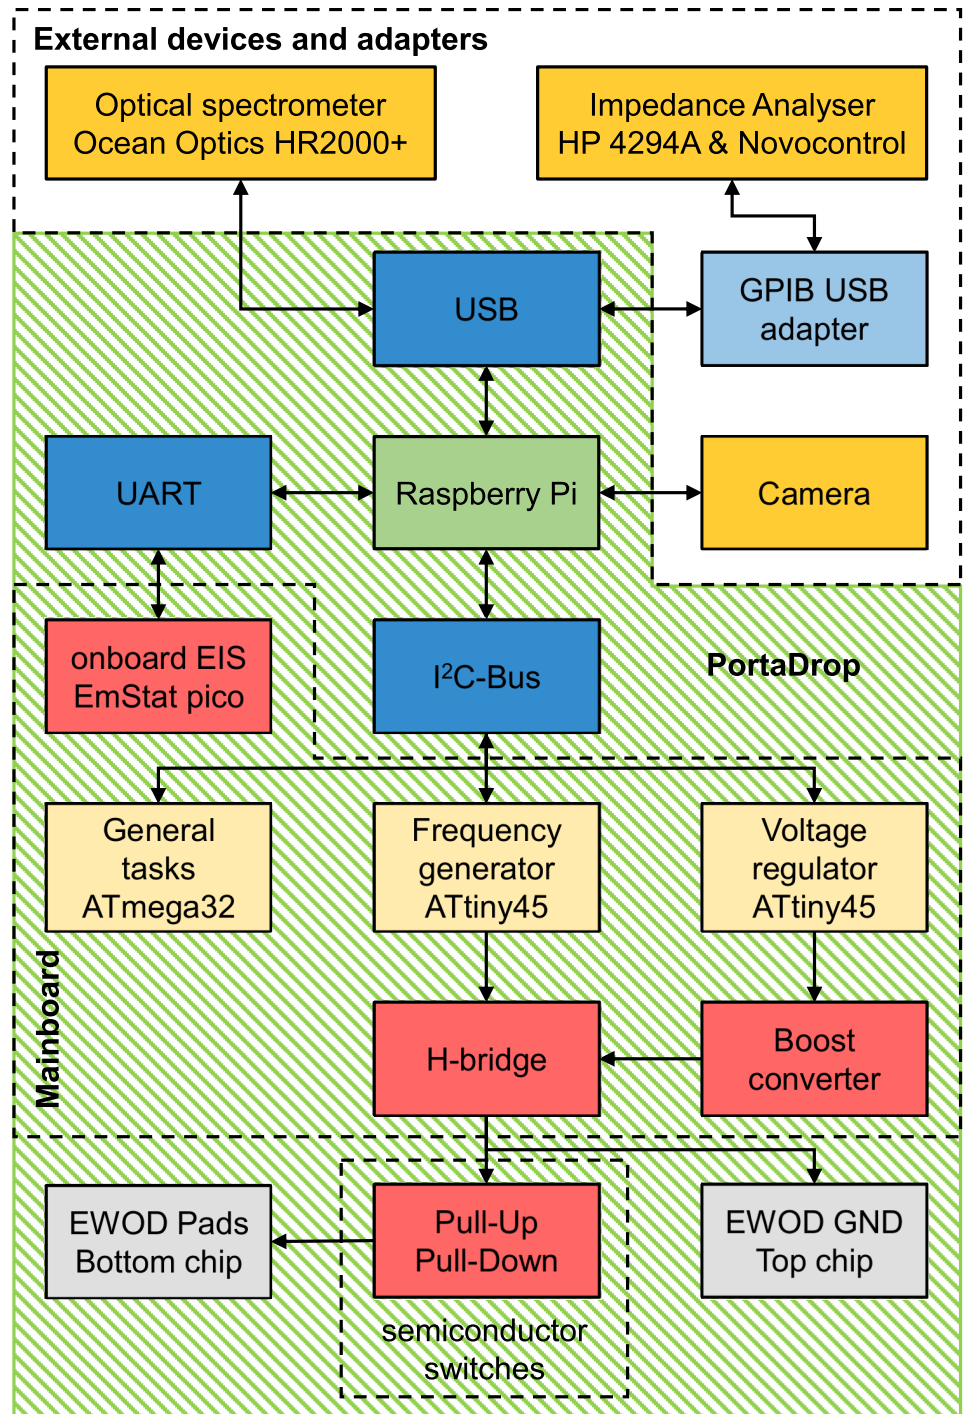 External devices and adapters
Optical spectrometer
Ocean Optics HR2000+
Impedance Analyser
HP 4294A & Novocontrol
USB
GPIB USB
adapter
UART
Raspberry Pi
Camera
onboard EIS
EmStat pico
I²C-Bus
PortaDrop
General
tasks
ATmega32
Frequency
generator
ATtiny45
Voltage
regulator
ATtiny45
Mainboard
H-bridge
Boost
converter
EWOD Pads
Bottom chip
Pull-Up
Pull-Down
EWOD GND
Top chip
semiconductor
switches